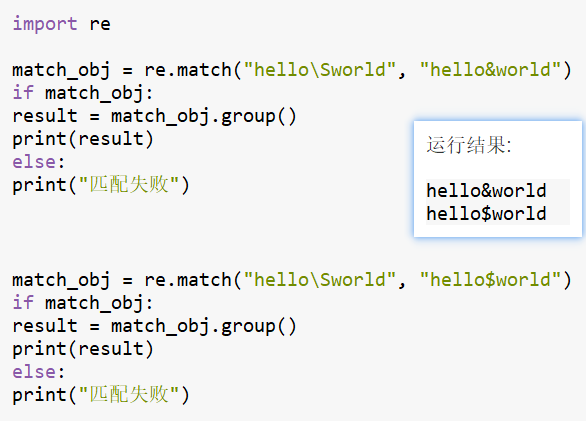 import re
match_obj = re.match("hello\Sworld", "hello&world")
if match_obj:
result = match_obj.group()
print(result)
else:
print("匹配失败")
运行结果:
hello&world
hello$world
match_obj = re.match("hello\Sworld", "hello$world")
if match_obj:
result = match_obj.group()
print(result)
else:
print("匹配失败")